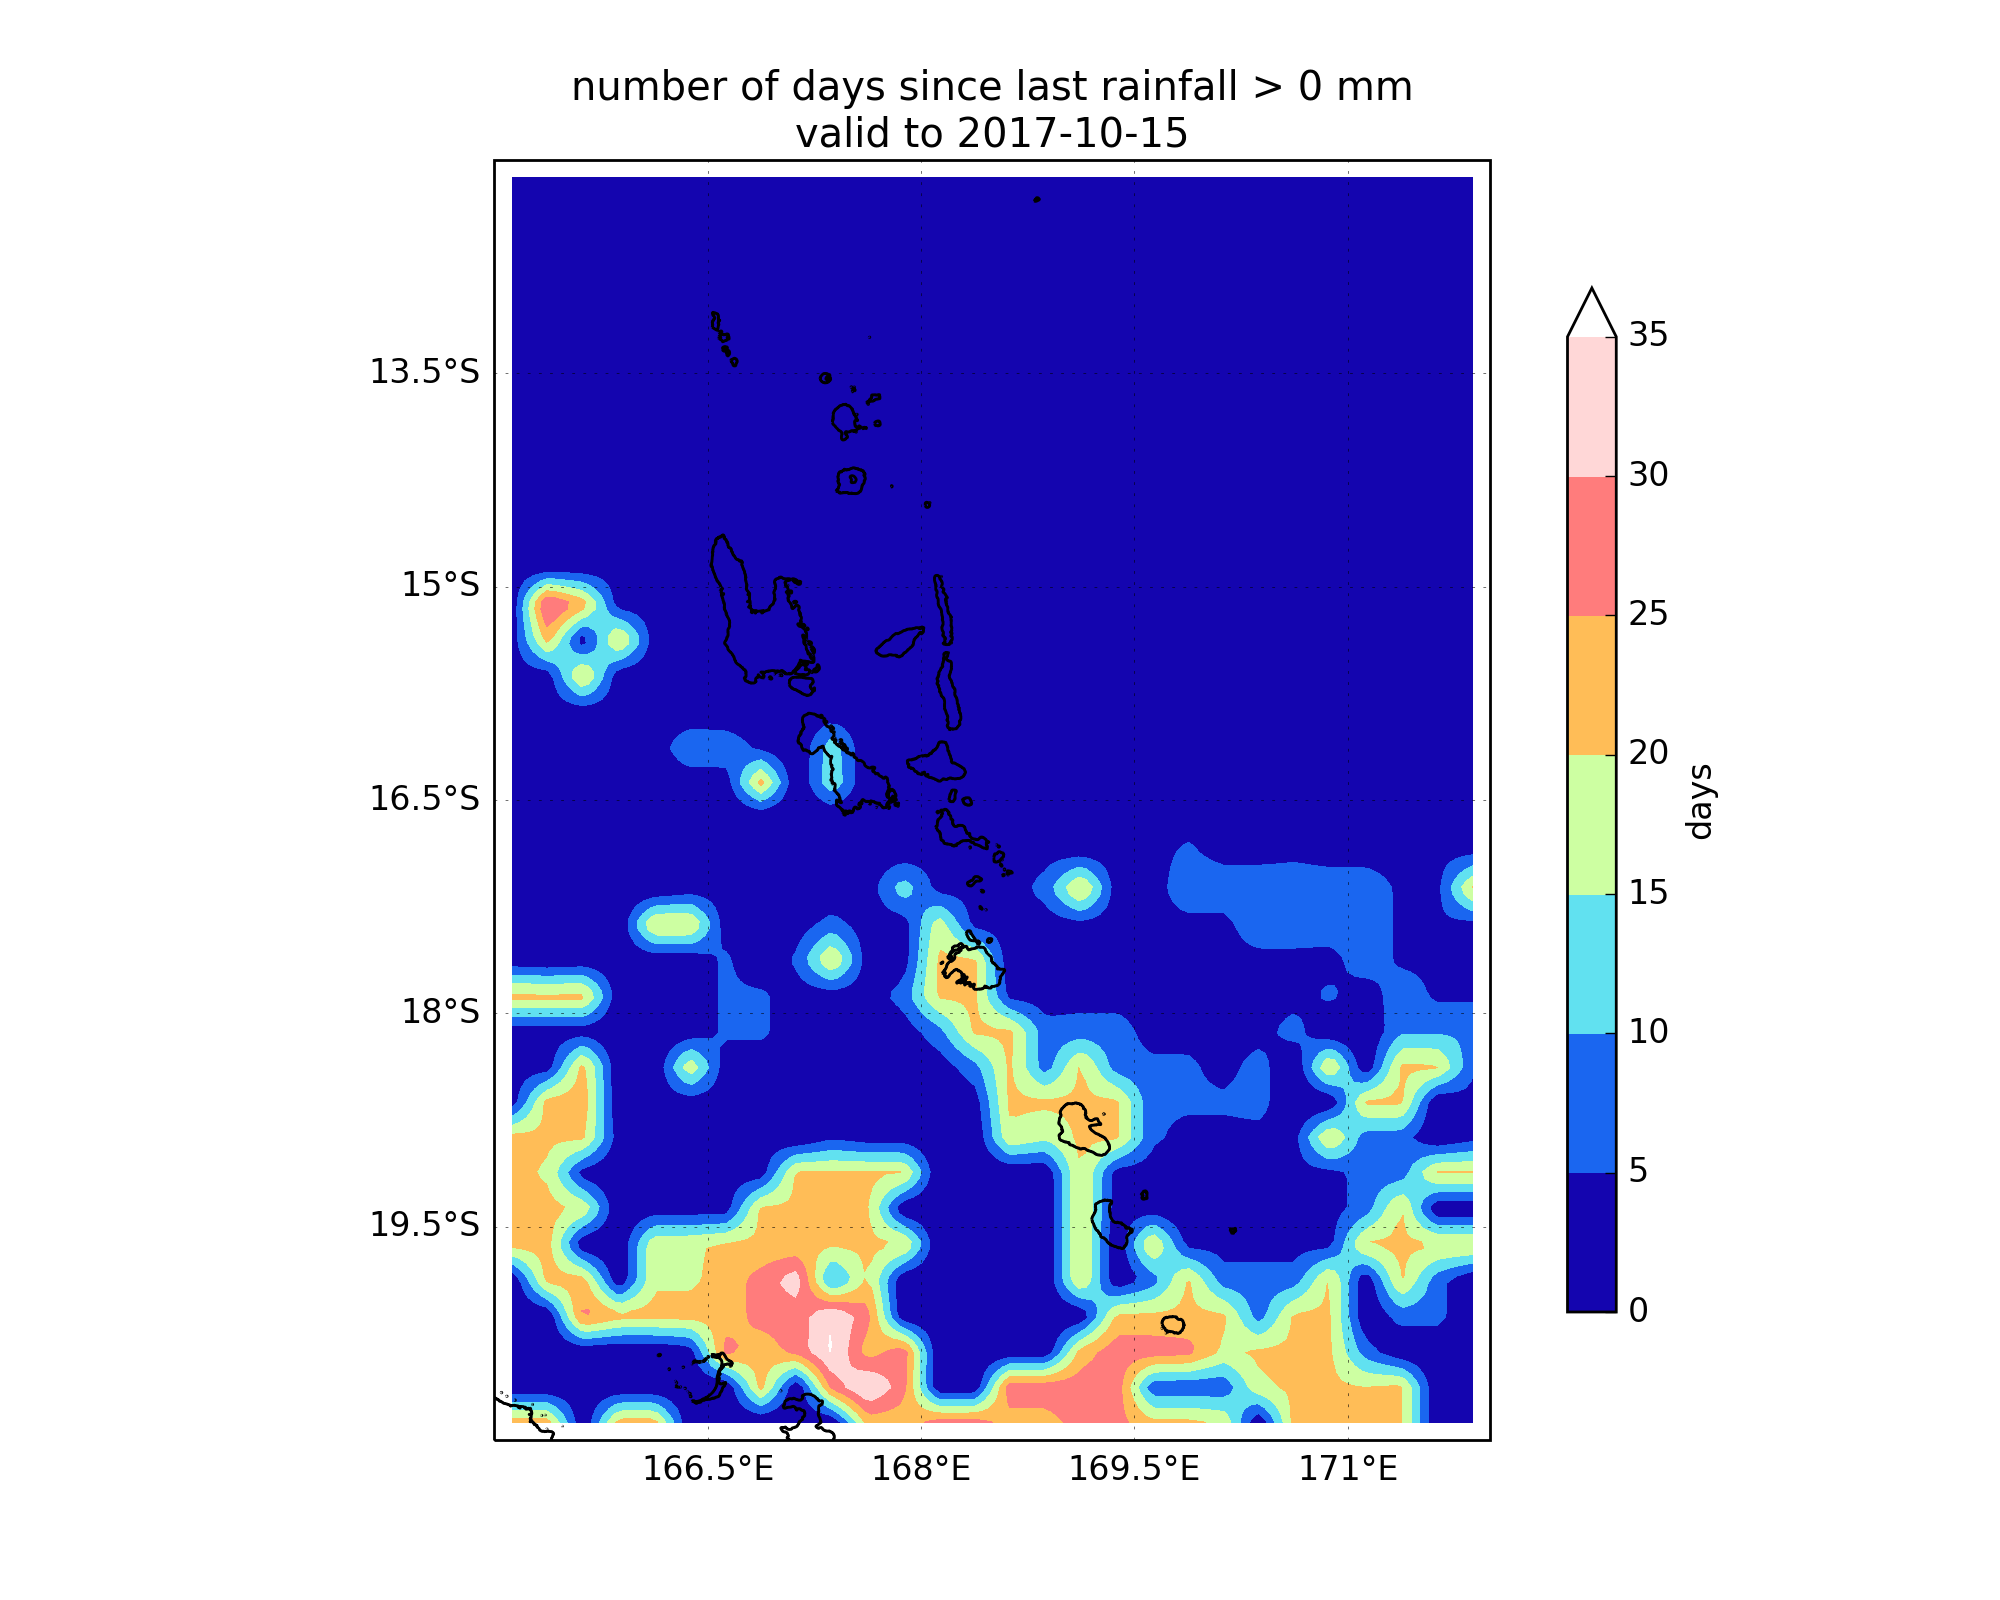 number of days since last rainfall > 0 mm
valid to 2017-10-15
13.5°S
15°S
16.5°S
18°S
19.5°S
166.5°E
168°E
169.5°E
171°E
35
30
25
20
15
10
5
0
days